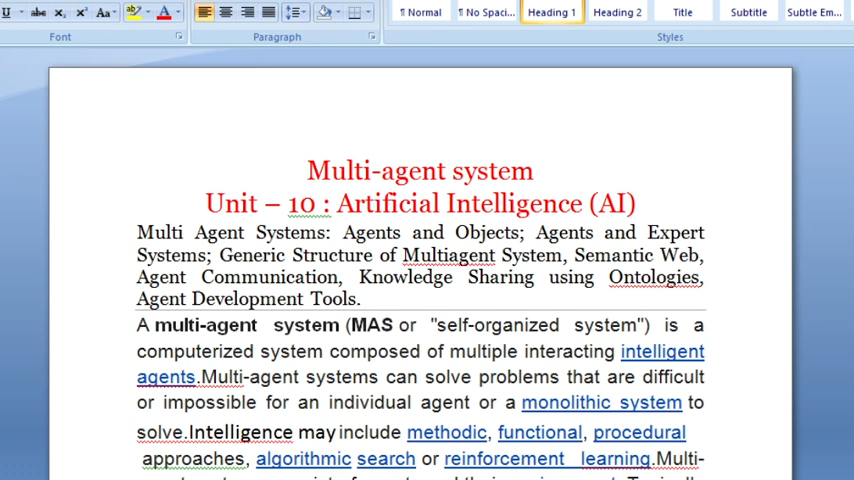 ¶ Normal ¶ No Spaci... Heading 1 Heading 2 Title Subtitle Subtle Em...
Font Paragraph Styles
Multi-agent system
Unit – 10 : Artificial Intelligence (AI)
Multi Agent Systems: Agents and Objects; Agents and Expert
Systems; Generic Structure of Multiagent System, Semantic Web,
Agent Communication, Knowledge Sharing using Ontologies,
Agent Development Tools.
A multi-agent system (MAS or "self-organized system") is a
computerized system composed of multiple interacting intelligent
agents.Multi-agent systems can solve problems that are difficult
or impossible for an individual agent or a monolithic system to
solve.Intelligence may include methodic, functional, procedural
approaches, algorithmic search or reinforcement learning.Multi-